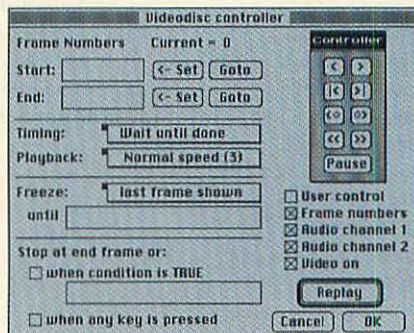 Videodisc controller
Frame Numbers Current = 0
Start: <- Set Goto
End: <- Set Goto
Timing: Wait until done
Playback: Normal speed (3)
Freeze: last frame shown
until
Stop at end frame or:
when condition is TRUE
when any key is pressed
Controller
< >
|< >|
<o o>
<< >>
Pause
User control
Frame numbers
Audio channel 1
Audio channel 2
Video on
Replay
Cancel OK